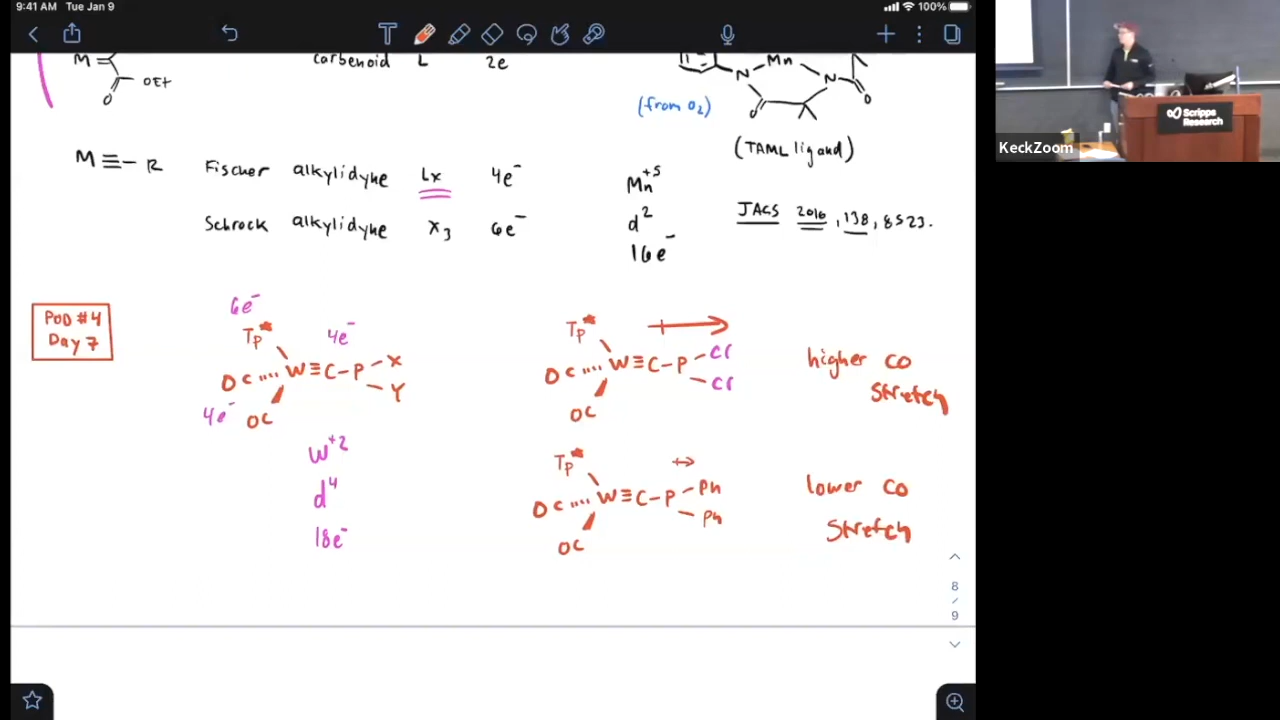 9:41 AM Tue Jan 9
100%
M=
OEt
O
carbenoid L 2e
N Mn N
O
O
(from O2)
(TAML ligand)
M≡-R
Fischer alkylidyne Lx 4e-
Schrock alkylidyne X3 6e-
Mn+5
d2
16e-
JACS 2016, 138, 8523.
POD #4
Day 7
6e-
Tp*
4e-
OC W≡C-P X
Y
4e-
OC
W+2
d4
18e-
Tp*
OC W≡C-P Cl
Cl
OC
higher CO
stretch
Tp*
OC W≡C-P Ph
Ph
OC
lower CO
stretch
8
/
9
Scripps
Research
KeckZoom